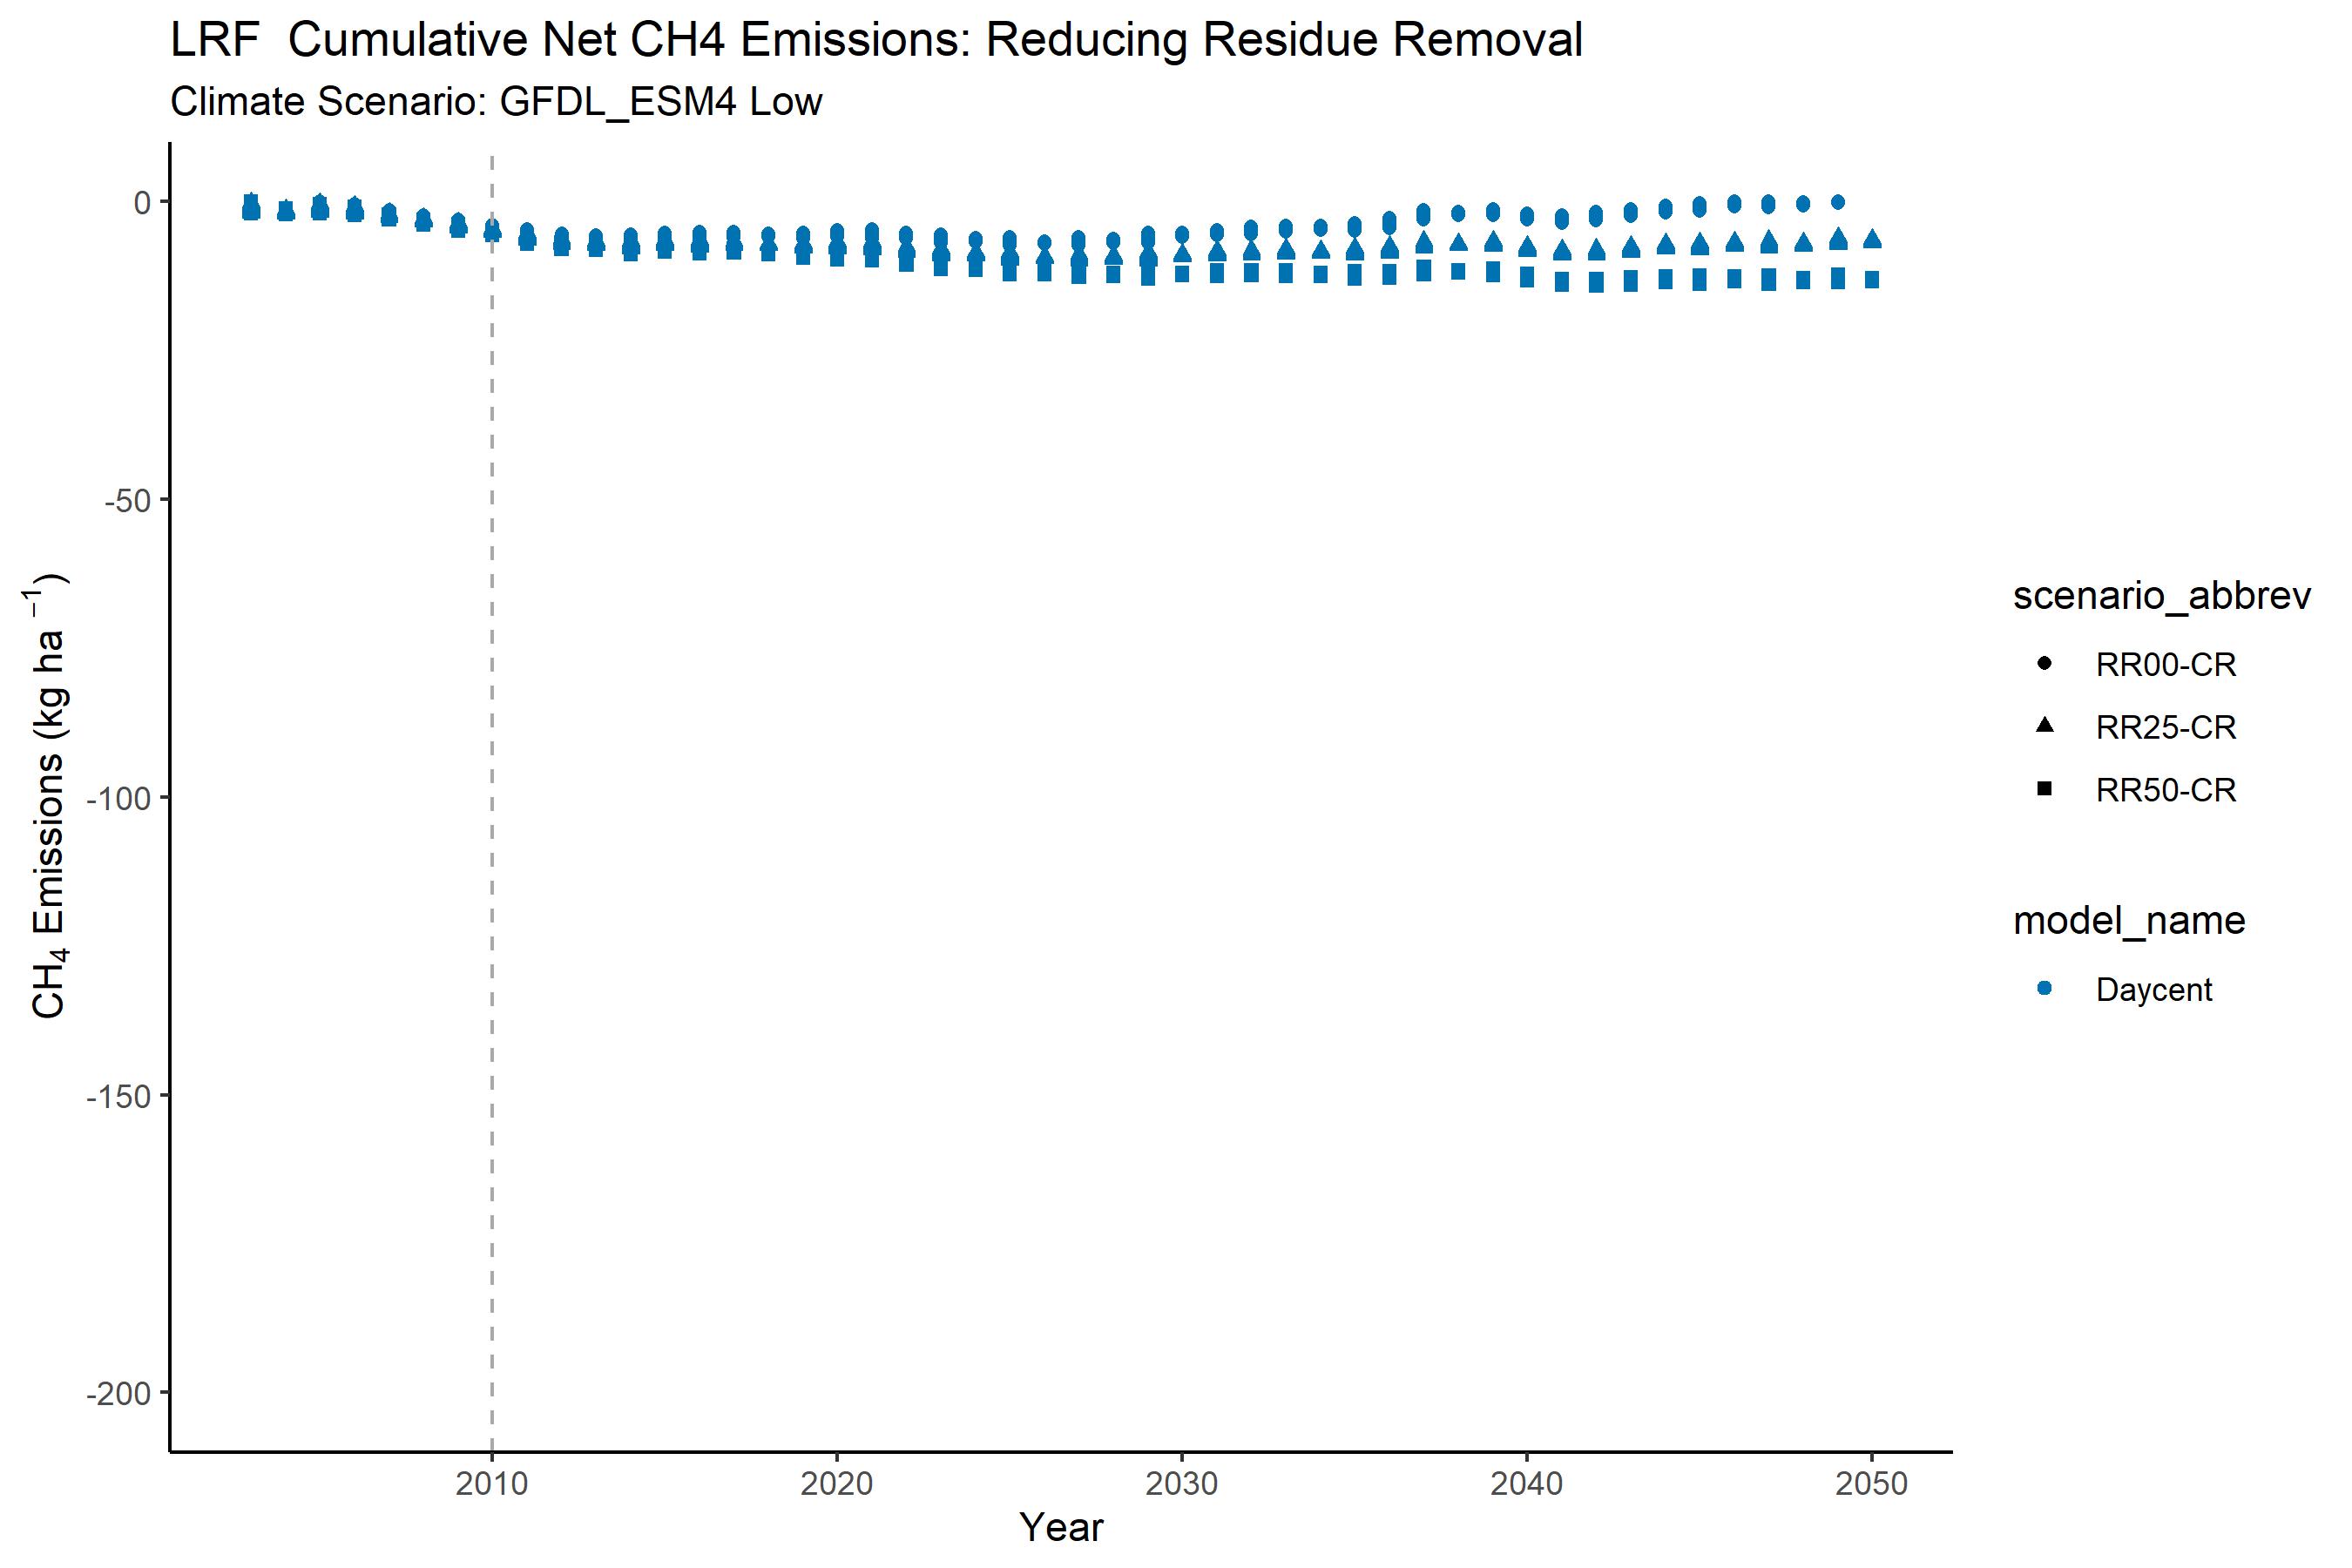 LRF  Cumulative Net CH4 Emissions: Reducing Residue Removal
Climate Scenario: GFDL_ESM4 Low
CH₄ Emissions (kg ha ⁻¹)
0
-50
-100
-150
-200
2010
2020
2030
2040
2050
Year
scenario_abbrev
RR00-CR
RR25-CR
RR50-CR
model_name
Daycent